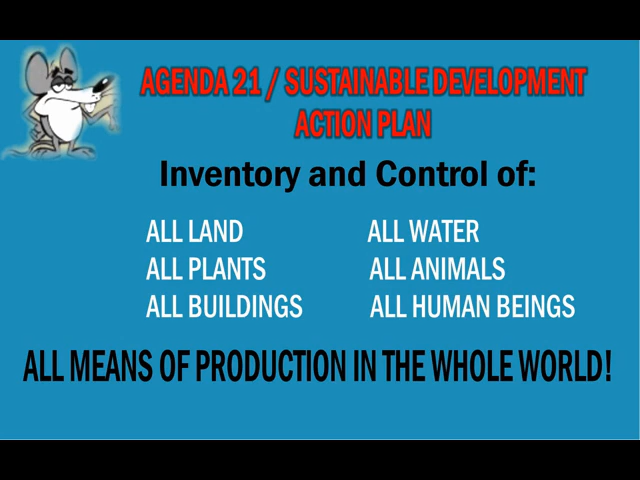 AGENDA 21 / SUSTAINABLE DEVELOPMENT
ACTION PLAN
Inventory and Control of:
ALL LAND ALL WATER
ALL PLANTS ALL ANIMALS
ALL BUILDINGS ALL HUMAN BEINGS
ALL MEANS OF PRODUCTION IN THE WHOLE WORLD!